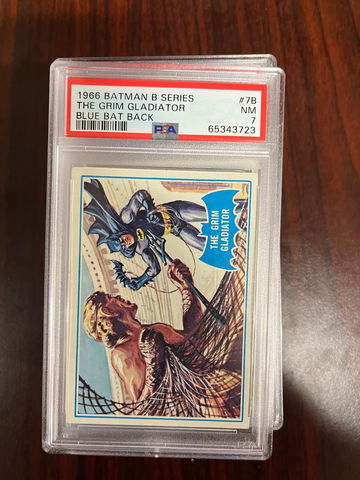 1966 BATMAN B SERIES #7B
THE GRIM GLADIATOR NM
BLUE BAT BACK 7
PSA 65343723
THE GRIM
GLADIATOR